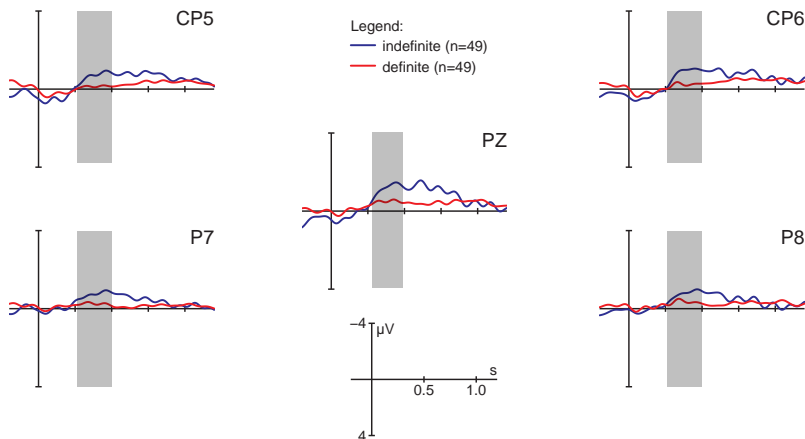 CP5
Legend:
indefinite (n=49)
definite (n=49)
CP6
PZ
P7
P8
−4
µV
s
0.5 1.0
4